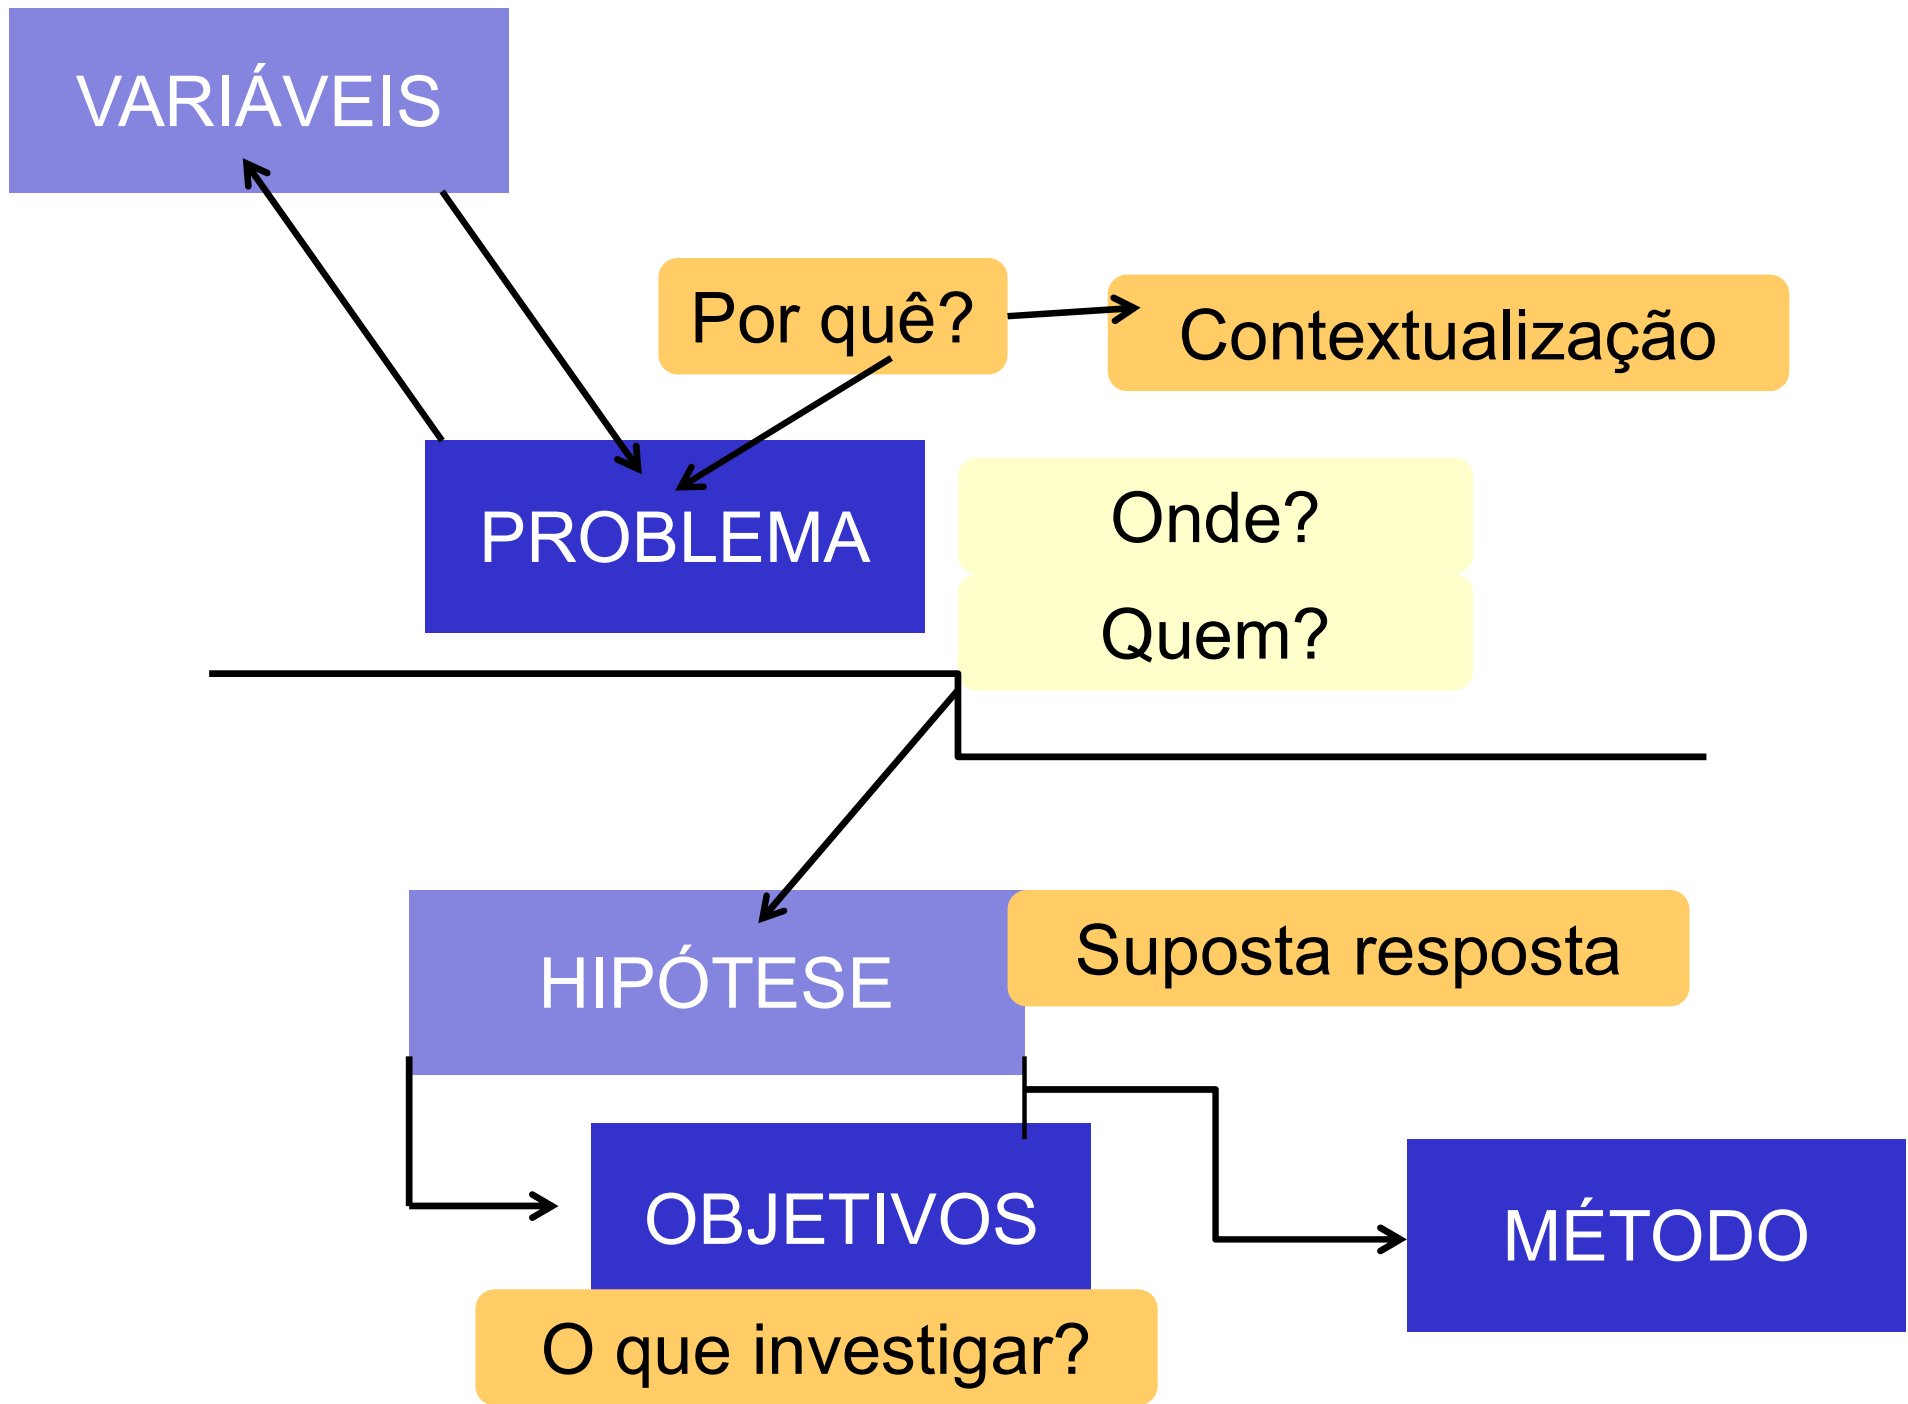 VARIÁVEIS
Por quê?
Contextualização
PROBLEMA
Onde?
Quem?
HIPÓTESE
Suposta resposta
OBJETIVOS
MÉTODO
O que investigar?